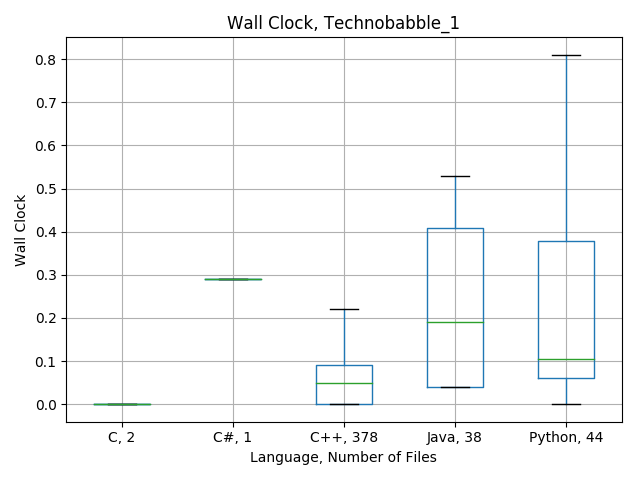 Wall Clock, Technobabble_1
Wall Clock
0.8
0.7
0.6
0.5
0.4
0.3
0.2
0.1
0.0
C, 2 C#, 1 C++, 378 Java, 38 Python, 44
Language, Number of Files